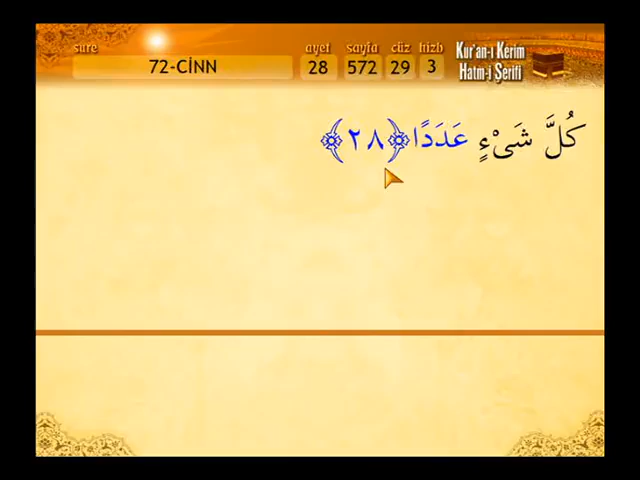 sure ayet sayfa cüz hizb
72-CİNN 28 572 29 3
Kur'an-ı Kerim
Hatm-i Şerifi
كُلَّ شَىْءٍ عَدَدًا ﴿٢٨﴾